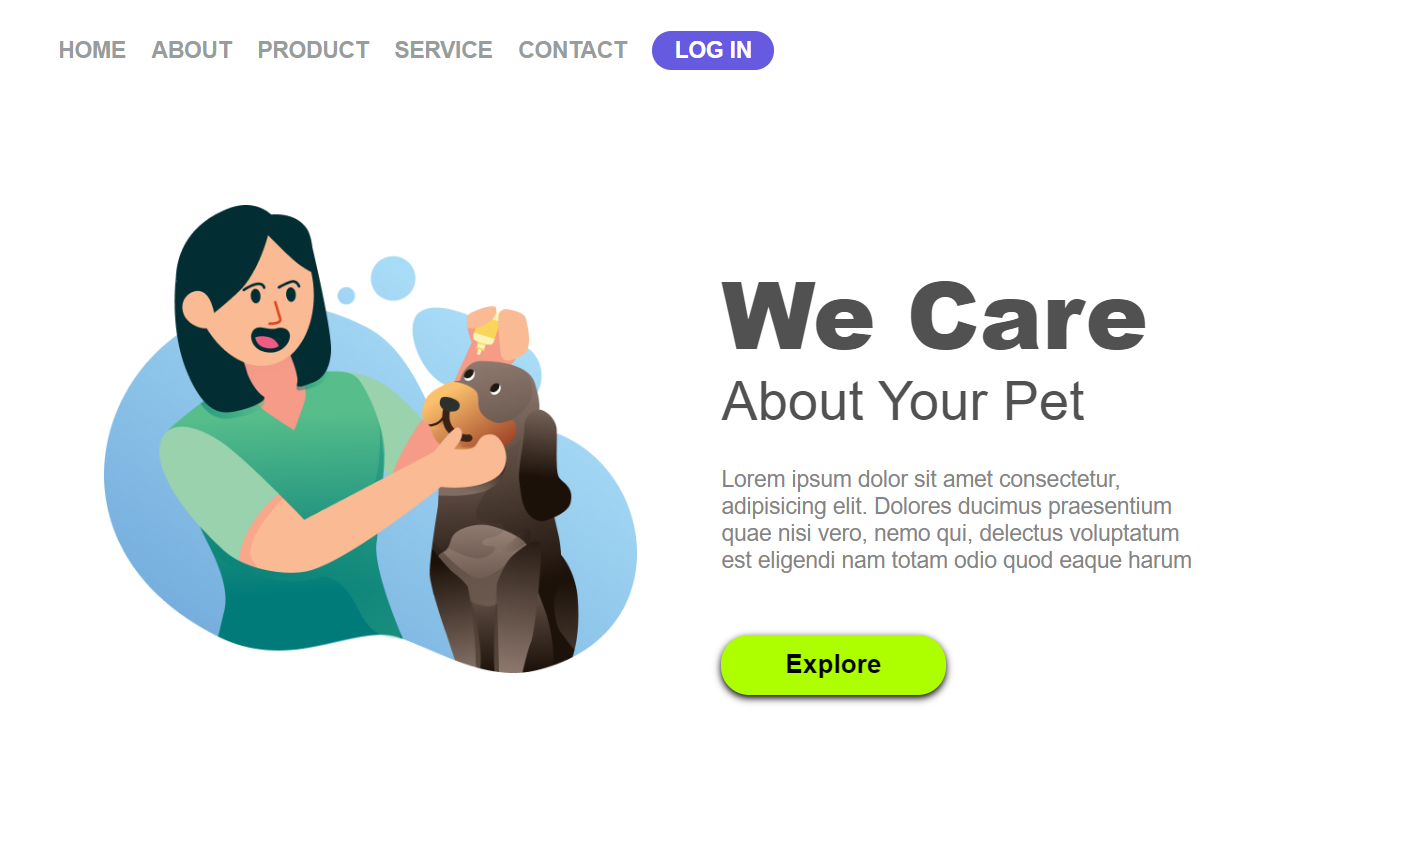 HOME ABOUT PRODUCT SERVICE CONTACT LOG IN
We Care
About Your Pet
Lorem ipsum dolor sit amet consectetur,
adipisicing elit. Dolores ducimus praesentium
quae nisi vero, nemo qui, delectus voluptatum
est eligendi nam totam odio quod eaque harum
Explore